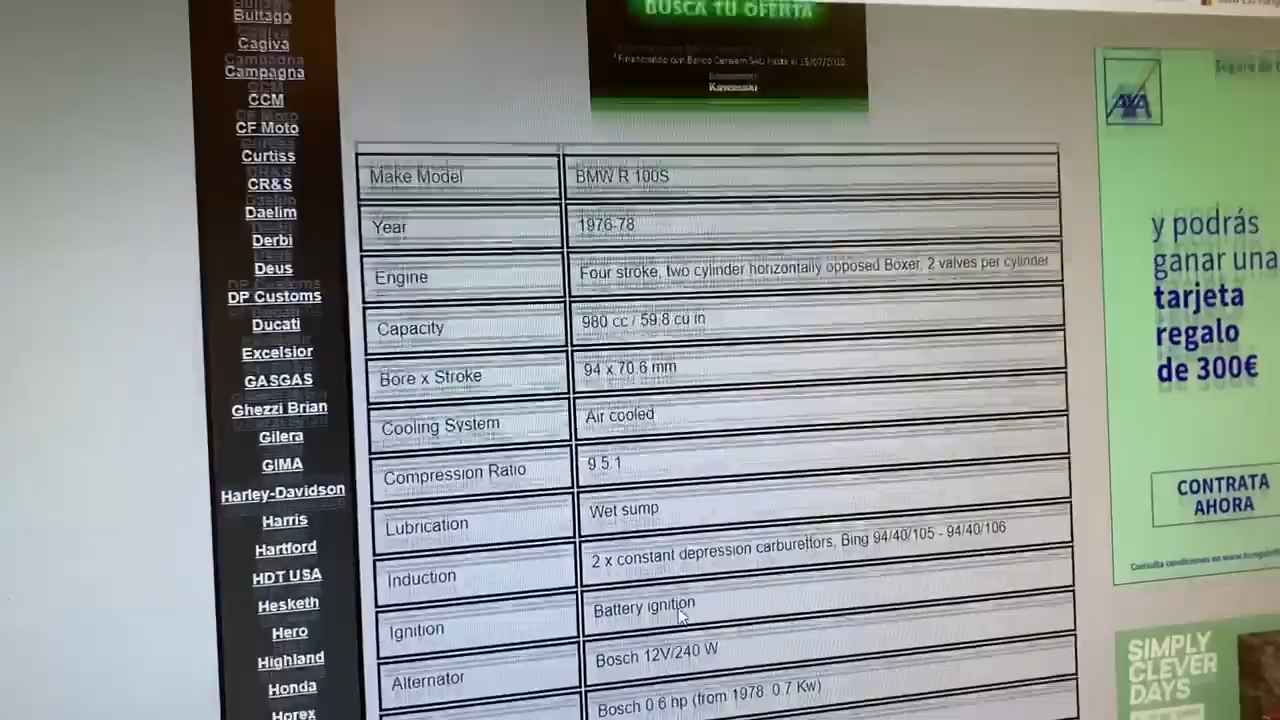 Bultago
Cagiva
Campagna
CCM
CF Moto
Curtiss
CR&S
Daelim
Derbi
Deus
DP Customs
Ducati
Excelsior
GASGAS
Ghezzi Brian
Gilera
GIMA
Harley-Davidson
Harris
Hartford
HDT USA
Hesketh
Hero
Highland
Honda
Horex
BUSCA TU OFERTA
Kawasaki
Make Model BMW R 100S
Year 1976-78
Engine Four stroke, two cylinder horizontally opposed Boxer, 2 valves per cylinder
Capacity 980 cc / 59.8 cu in
Bore x Stroke 94 x 70.6 mm
Cooling System Air cooled
Compression Ratio 9.5:1
Lubrication Wet sump
Induction 2 x constant depression carburettors, Bing 94/40/105 - 94/40/106
Ignition Battery ignition
Alternator Bosch 12V/240 W
Bosch 0.6 hp (from 1978. 0.7 Kw)
AXA
y podrás
ganar una
tarjeta
regalo
de 300€
CONTRATA
AHORA
SIMPLY
CLEVER
DAYS